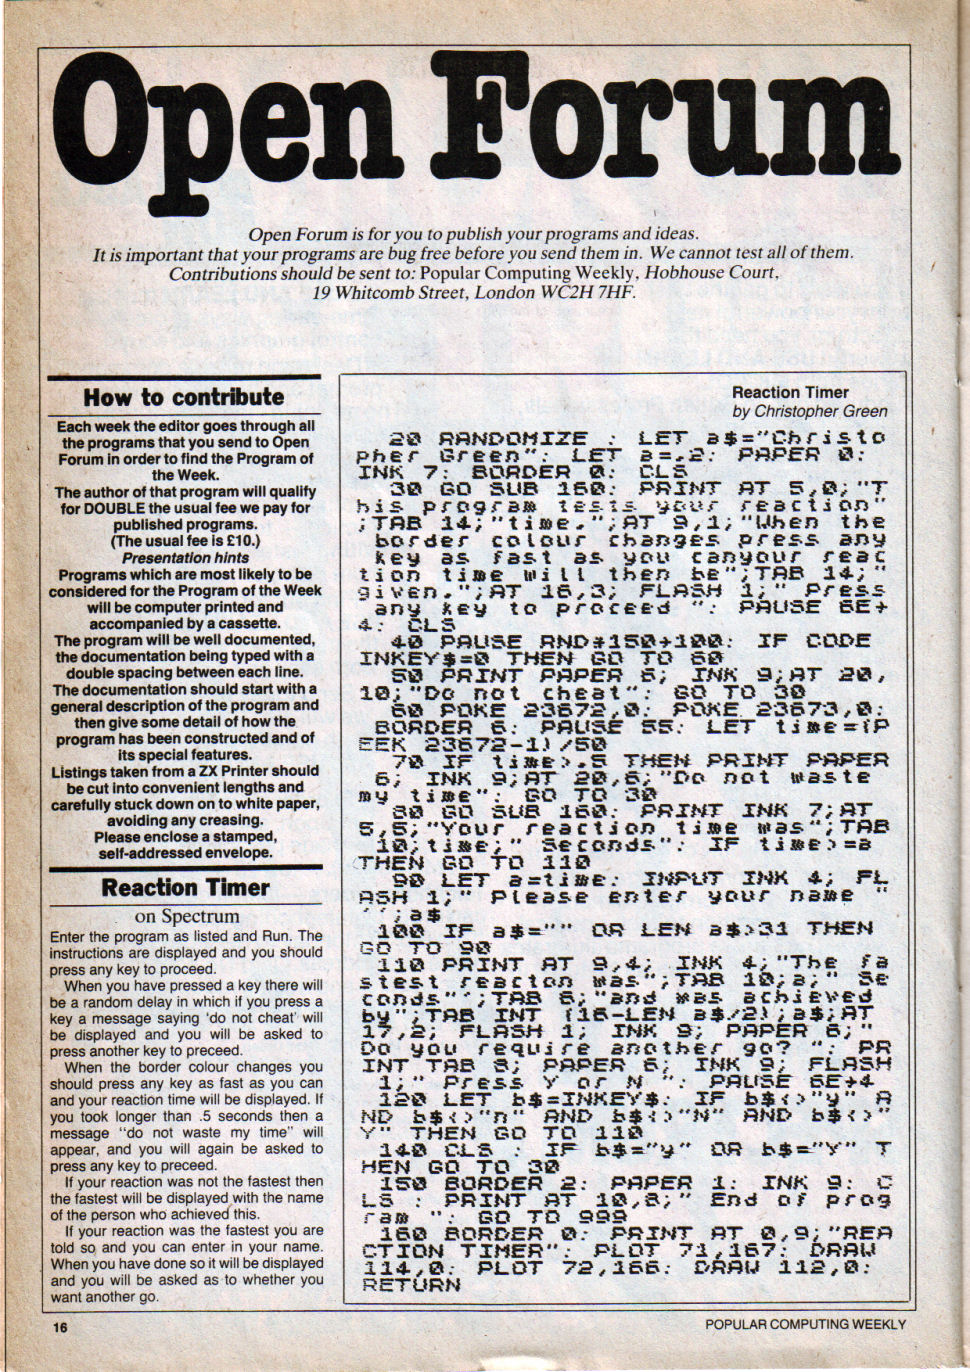 Open Forum
Open Forum is for you to publish your programs and ideas.
It is important that your programs are bug free before you send them in. We cannot test all of them.
Contributions should be sent to: Popular Computing Weekly, Hobhouse Court,
19 Whitcomb Street, London WC2H 7HF.
How to contribute
Each week the editor goes through all
the programs that you send to Open
Forum in order to find the Program of
the Week.
The author of that program will qualify
for DOUBLE the usual fee we pay for
published programs.
(The usual fee is £10.)
Presentation hints
Programs which are most likely to be
considered for the Program of the Week
will be computer printed and
accompanied by a cassette.
The program will be well documented,
the documentation being typed with a
double spacing between each line.
The documentation should start with a
general description of the program and
then give some detail of how the
program has been constructed and of
its special features.
Listings taken from a ZX Printer should
be cut into convenient lengths and
carefully stuck down on to white paper,
avoiding any creasing.
Please enclose a stamped,
self-addressed envelope.
Reaction Timer
on Spectrum
Enter the program as listed and Run. The
instructions are displayed and you should
press any key to proceed.
When you have pressed a key there will
be a random delay in which if you press a
key a message saying 'do not cheat' will
be displayed and you will be asked to
press another key to preceed.
When the border colour changes you
should press any key as fast as you can
and your reaction time will be displayed. If
you took longer than .5 seconds then a
message "do not waste my time" will
appear, and you will again be asked to
press any key to preceed.
If your reaction was not the fastest then
the fastest will be displayed with the name
of the person who achieved this.
If your reaction was the fastest you are
told so and you can enter in your name.
When you have done so it will be displayed
and you will be asked as to whether you
want another go.
Reaction Timer
by Christopher Green
20 RANDOMIZE : LET a$="Christo
pher Green": LET a=.2: PAPER 0:
INK 7: BORDER 0: CLS
30 GO SUB 160: PRINT AT 5,0;"T
his program tests your reaction"
;TAB 14;"time.";AT 9,1;"When the
border colour changes press any
key as fast as you canyour reac
tion time will then be";TAB 14;"
given.";AT 16,3; FLASH 1;" Press
any key to proceed ": PAUSE 6E+
4: CLS
40 PAUSE RND*150+100: IF CODE
INKEY$=0 THEN GO TO 60
50 PRINT PAPER 6; INK 9;AT 20,
10;"Do not cheat": GO TO 30
60 POKE 23672,0: POKE 23673,0:
BORDER 6: PAUSE 55: LET time=(P
EEK 23672-1)/50
70 IF time>.5 THEN PRINT PAPER
6; INK 9;AT 20,6;"Do not waste
my time": GO TO 30
80 GO SUB 160: PRINT INK 7;AT
5,5;"Your reaction time was";TAB
10;time;" Seconds": IF time>=a
THEN GO TO 110
90 LET a=time: INPUT INK 4; FL
ASH 1;" Please enter your name "
'';a$
100 IF a$="" OR LEN a$>31 THEN
GO TO 90
110 PRINT AT 9,4; INK 4;"The fa
stest reacton was";TAB 10;a;" Se
conds"';TAB 6;"and was achieved
by";TAB INT (16-LEN a$/2);a$;AT
17,2; FLASH 1; INK 9; PAPER 6;"
Do you require another go? ": PR
INT TAB 8; PAPER 6; INK 9; FLASH
1;" Press Y or N ": PAUSE 6E+4
120 LET b$=INKEY$: IF b$<>"y" A
ND b$<>"n" AND b$<>"N" AND b$<>"
Y" THEN GO TO 110
140 CLS : IF b$="y" OR b$="Y" T
HEN GO TO 30
150 BORDER 2: PAPER 1: INK 9: C
LS : PRINT AT 10,8;" End of prog
ram ": GO TO 999
160 BORDER 0: PRINT AT 0,9;"REA
CTION TIMER": PLOT 71,167: DRAW
114,0: PLOT 72,166: DRAW 112,0:
RETURN
16
POPULAR COMPUTING WEEKLY